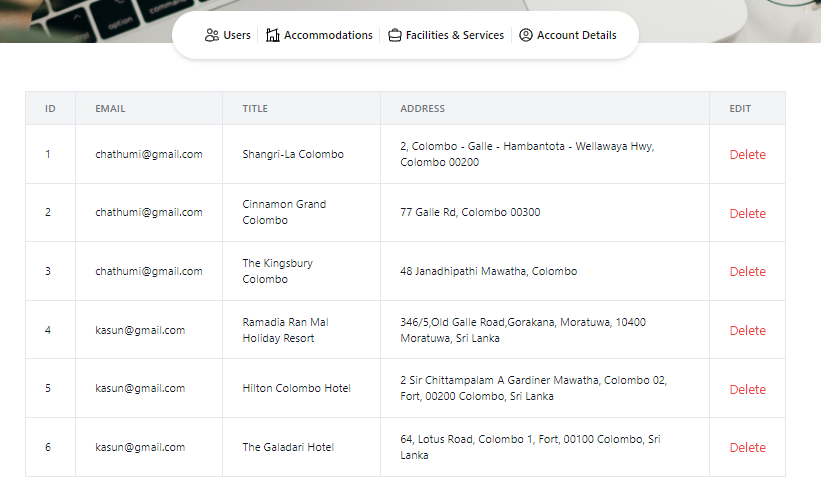 control option command
Users Accommodations Facilities & Services Account Details
ID EMAIL TITLE ADDRESS EDIT
1 chathumi@gmail.com Shangri-La Colombo 2, Colombo - Galle - Hambantota - Wellawaya Hwy,
Colombo 00200 Delete
2 chathumi@gmail.com Cinnamon Grand
Colombo 77 Galle Rd, Colombo 00300 Delete
3 chathumi@gmail.com The Kingsbury
Colombo 48 Janadhipathi Mawatha, Colombo Delete
4 kasun@gmail.com Ramadia Ran Mal
Holiday Resort 346/5,Old Galle Road,Gorakana, Moratuwa, 10400
Moratuwa, Sri Lanka Delete
5 kasun@gmail.com Hilton Colombo Hotel 2 Sir Chittampalam A Gardiner Mawatha, Colombo 02,
Fort, 00200 Colombo, Sri Lanka Delete
6 kasun@gmail.com The Galadari Hotel 64, Lotus Road, Colombo 1, Fort, 00100 Colombo, Sri
Lanka Delete